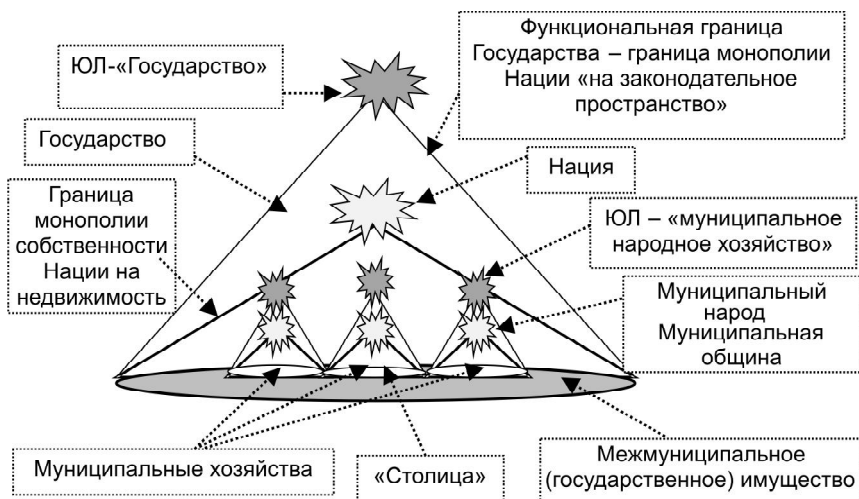 ЮЛ-«Государство»
Функциональная граница
Государства – граница монополии
Нации «на законодательное
пространство»
Государство
Нация
Граница
монополии
собственности
Нации на
недвижимость
ЮЛ – «муниципальное
народное хозяйство»
Муниципальный
народ
Муниципальная
община
Муниципальные хозяйства
«Столица»
Межмуниципальное
(государственное) имущество